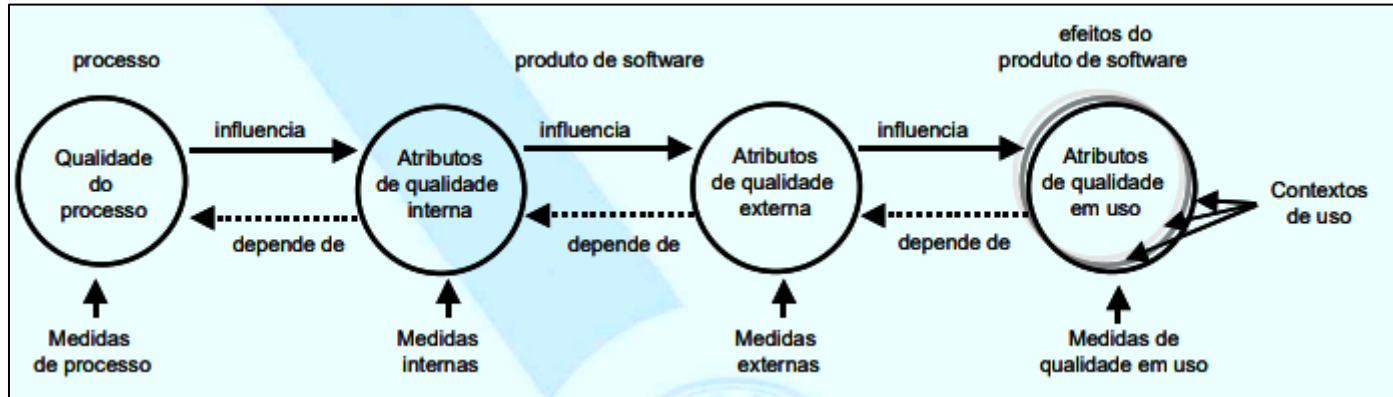 processo
produto de software
efeitos do
produto de software
influencia
influencia
influencia
Qualidade
do
processo
Atributos
de qualidade
interna
Atributos
de qualidade
externa
Atributos
de qualidade
em uso
Contextos
de uso
depende de
depende de
depende de
Medidas
de processo
Medidas
internas
Medidas
externas
Medidas de
qualidade em uso